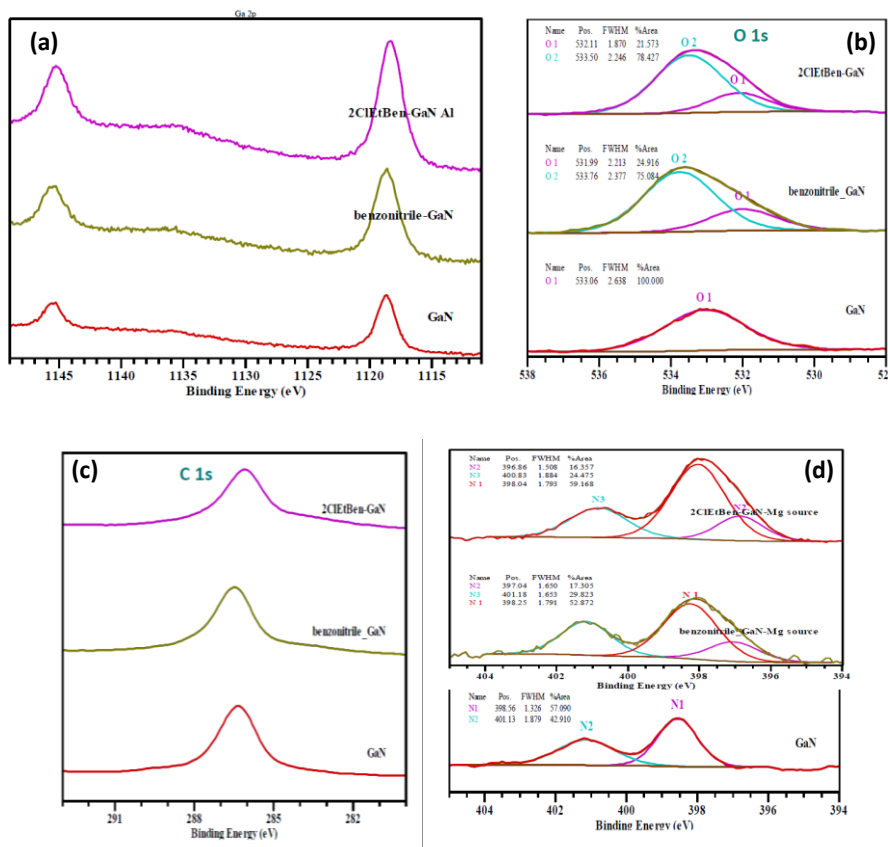 Ga 2p
(a)
2ClEtBen-GaN Al
benzonitrile-GaN
GaN
1145 1140 1135 1130 1125 1120 1115
Binding Energy (eV)
(b)
O 1s
Name Pos. FWHM %Area
O 1 532.11 1.870 21.573
O 2 533.50 2.246 78.427
O 2
O 1
2ClEtBen-GaN
Name Pos. FWHM %Area
O 1 531.99 2.213 24.916
O 2 533.76 2.377 75.084
O 2
O 1
benzonitrile_GaN
Name Pos. FWHM %Area
O 1 533.06 2.638 100.000
O 1
GaN
538 536 534 532 530 52
Binding Energy (eV)
(c)
C 1s
2ClEtBen-GaN
benzonitrile_GaN
GaN
291 288 285 282
Binding Energy (eV)
(d)
Name Pos. FWHM %Area
N2 396.86 1.508 16.357
N3 400.83 1.884 24.475
N 1 398.04 1.793 59.168
N3
N2
2ClEtBen-GaN-Mg source
Name Pos. FWHM %Area
N2 397.04 1.650 17.305
N3 401.18 1.653 29.823
N 1 398.25 1.791 52.872
N 1
benzonitrile_GaN-Mg source
404 402 400 398 396 394
Binding Energy (eV)
Name Pos. FWHM %Area
N1 398.56 1.326 57.090
N2 401.13 1.879 42.910
N2
N1
GaN
404 402 400 398 396 394
Binding Energy (eV)